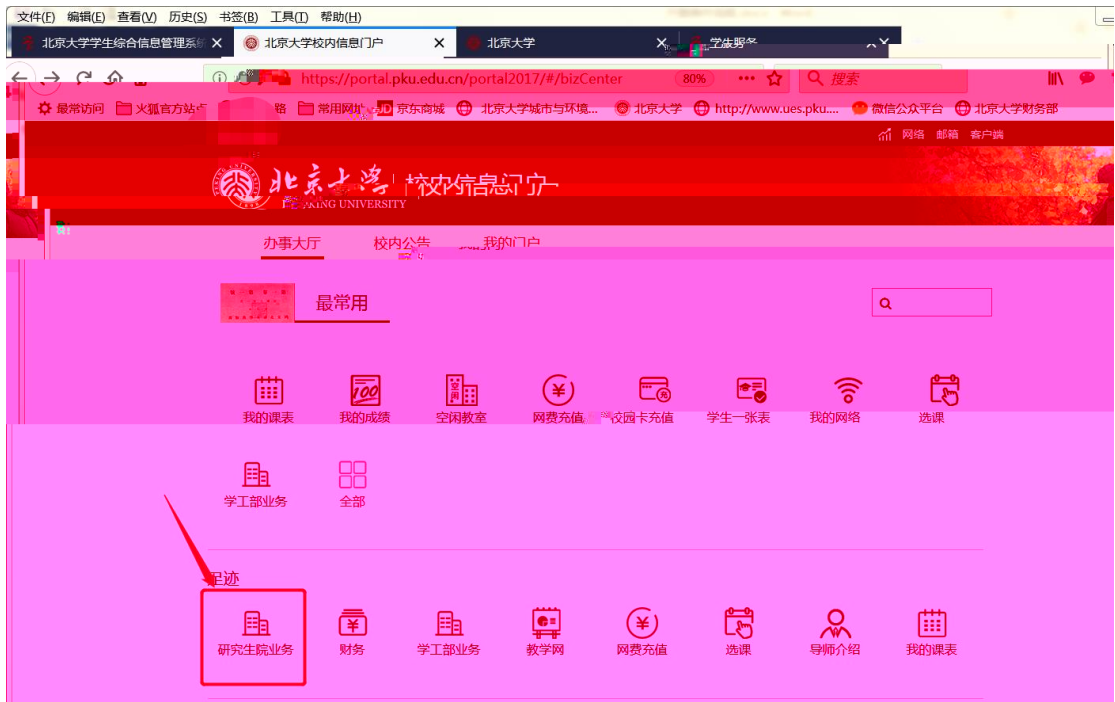 文件(F) 编辑(E) 查看(V) 历史(S) 书签(B) 工具(T) 帮助(H)
北京大学学生综合信息管理系统 北京大学校内信息门户 北京大学 学生服务
https://portal.pku.edu.cn/portal2017/#/bizCenter 80% 搜索
最常访问 火狐官方站点 常用网址 JD 京东商城 北京大学城市与环境... 北京大学 http://www.ues.pku.... 微信公众平台 北京大学财务部
网络 邮箱 客户端
北京大学 校内信息门户
PEKING UNIVERSITY
办事大厅 校内公告 我的门户
最常用
我的课表 我的成绩 空闲教室 网费充值 校园卡充值 学生一张表 我的网络 选课
学工部业务 全部
足迹
研究生院业务 财务 学工部业务 教学网 网费充值 选课 导师介绍 我的课表